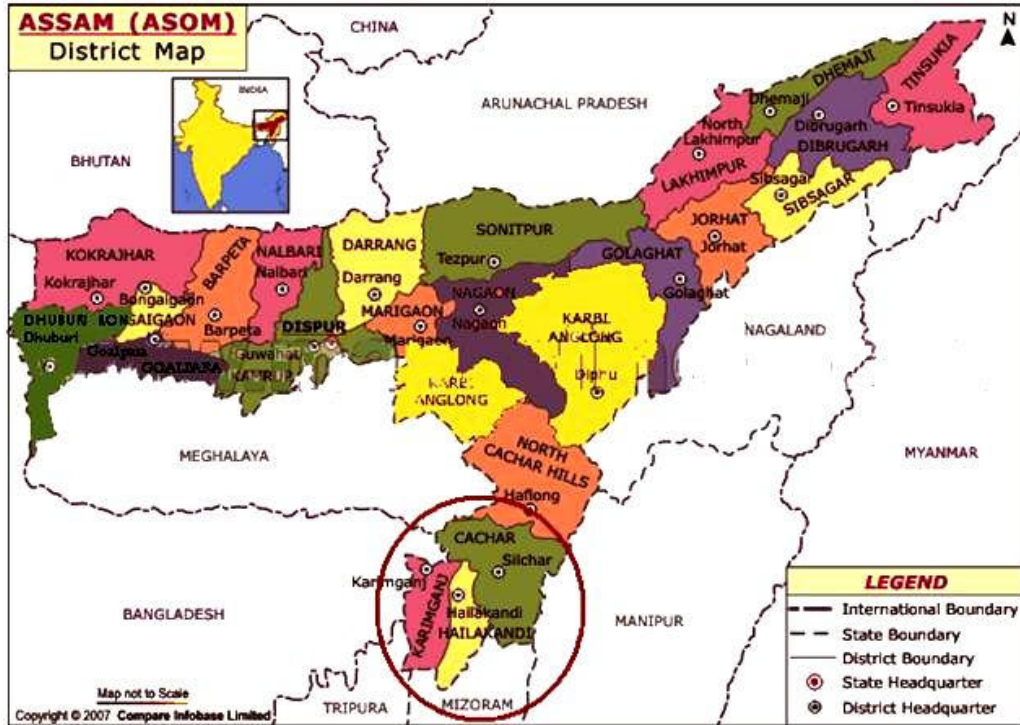 ASSAM (ASOM)
District Map
INDIA
CHINA
N
ARUNACHAL PRADESH
BHUTAN
DHEMAJI
Dhemaji
TINSUKIA
Tinsukia
North
Lakhimpur
LAKHIMPUR
Dibrugarh
DIBRUGARH
Sibsagar
SIBSAGAR
JORHAT
Jorhat
KOKRAJHAR
Kokrajhar
BARPETA
Barpeta
NALBARI
Nalbari
DARRANG
Darrang
SONITPUR
Tezpur
GOLAGHAT
Golaghat
Bongaigaon
DHUBURI BONGAIGAON
Dhuburi
DISPUR
MARIGAON
Marigaon
NAGAON
Nagaon
KARBI
ANGLONG
Diphu
NAGALAND
Goalpua
GOALPARA
Guwahat
KAMRUP
KARBI
ANGLONG
MEGHALAYA
NORTH
CACHAR HILLS
Haflong
MYANMAR
CACHAR
Silchar
Karimganj
KARIMGANJ
Hailakandi
HAILAKANDI
BANGLADESH
MANIPUR
TRIPURA
MIZORAM
LEGEND
International Boundary
State Boundary
District Boundary
State Headquarter
District Headquarter
Map not to Scale
Copyright © 2007 Compare Infobase Limited